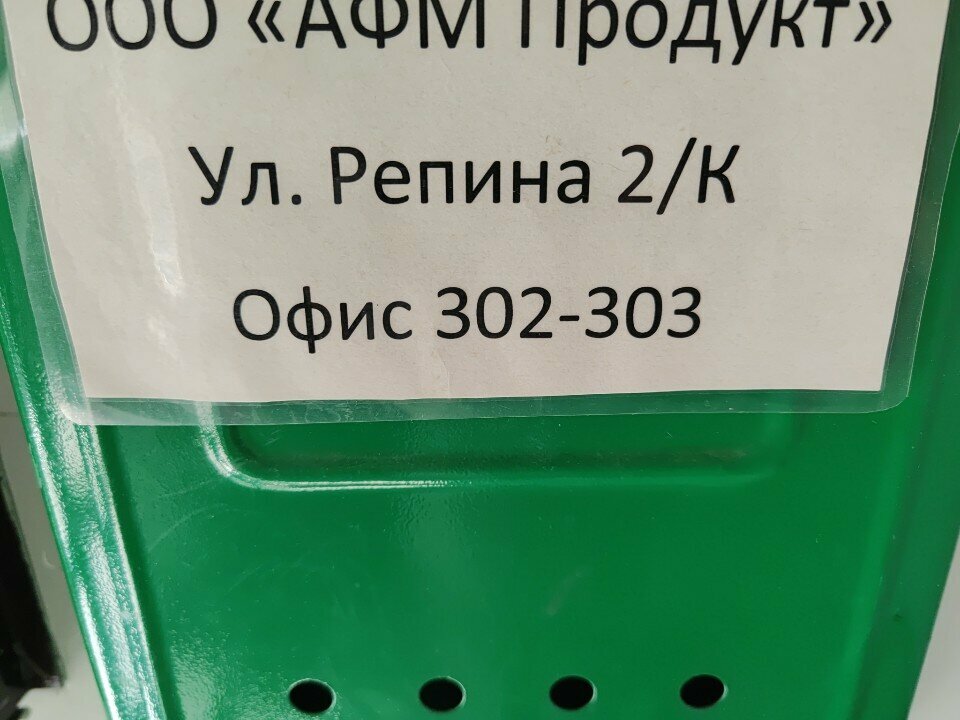 ООО «АФМ Продукт»
Ул. Репина 2/К
Офис 302-303